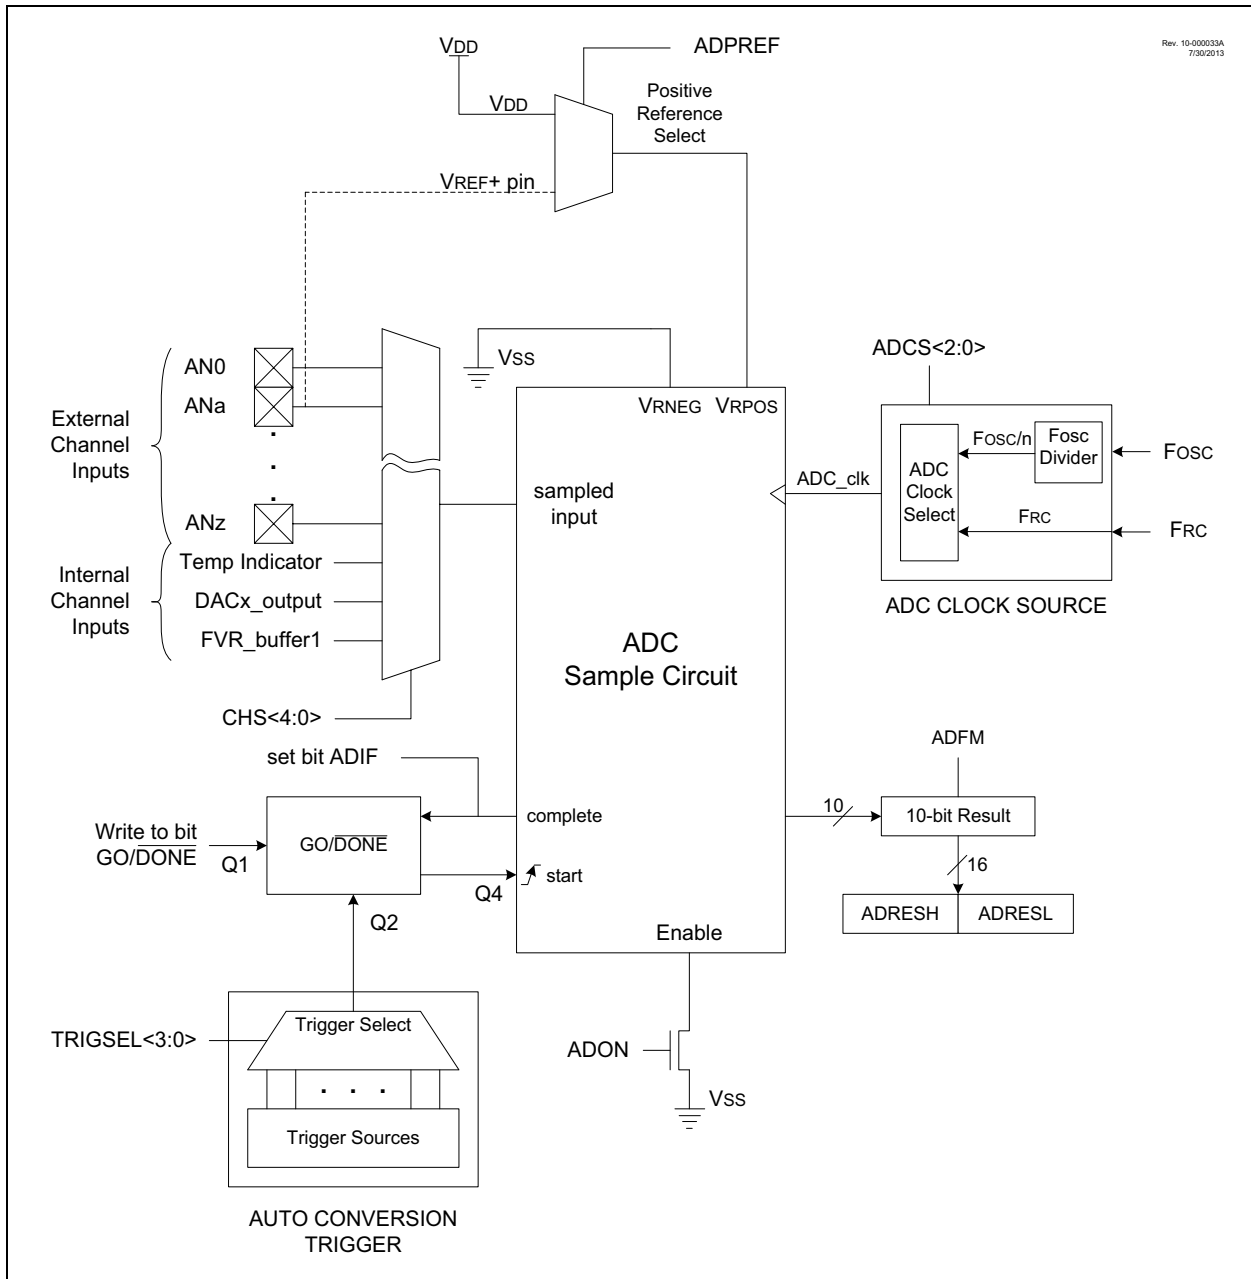 Rev. 10-000033A
7/30/2013
VDD
ADPREF
VDD
Positive
Reference
Select
VREF+ pin
VSS
AN0
ANa
.
.
.
ANz
External
Channel
Inputs
Temp Indicator
DACx_output
FVR_buffer1
Internal
Channel
Inputs
CHS<4:0>
VRNEG VRPOS
sampled
input
ADC_clk
ADC
Sample Circuit
ADCS<2:0>
ADC
Clock
Select
FOSC/n
Fosc
Divider
FOSC
FRC
FRC
ADC CLOCK SOURCE
set bit ADIF
complete
Write to bit
GO/DONE
Q1
GO/DONE
Q4
start
Q2
Enable
ADFM
10
10-bit Result
16
ADRESH ADRESL
TRIGSEL<3:0>
Trigger Select
. . .
Trigger Sources
AUTO CONVERSION
TRIGGER
ADON
VSS